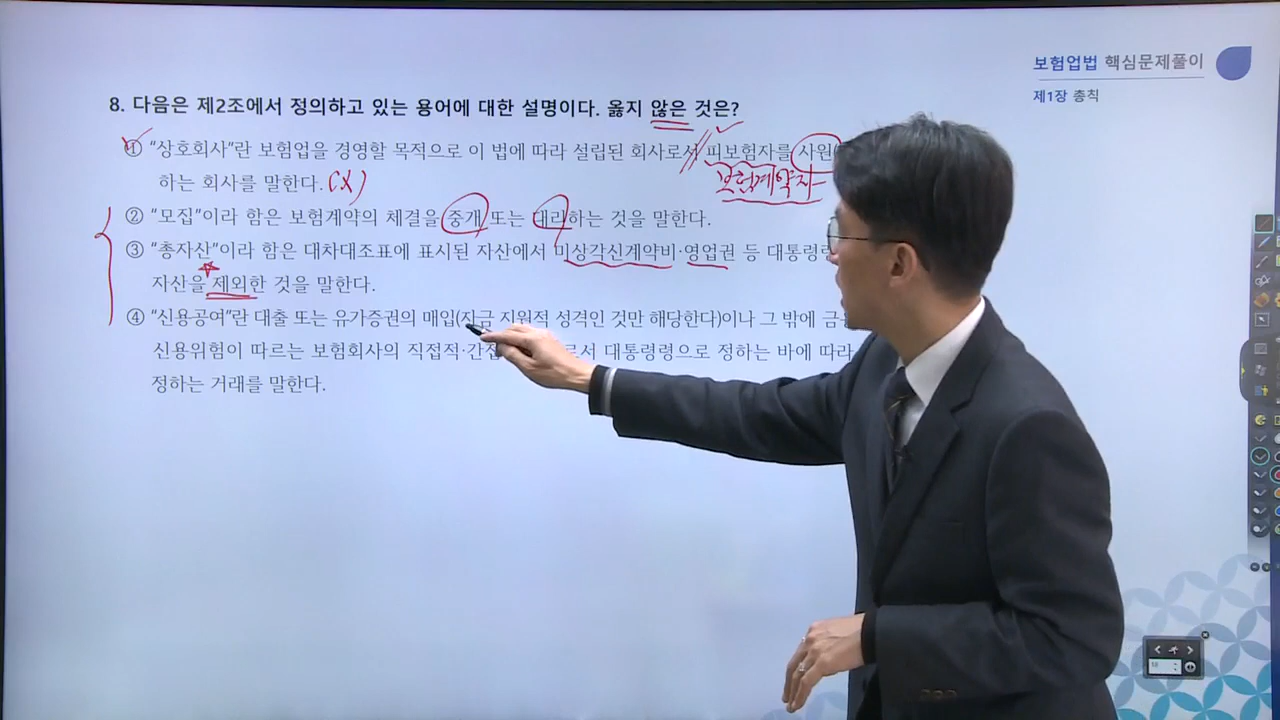 보험업법 핵심문제풀이
제1장 총칙
8. 다음은 제2조에서 정의하고 있는 용어에 대한 설명이다. 옳지 않은 것은?
① “상호회사”란 보험업을 경영할 목적으로 이 법에 따라 설립된 회사로서 피보험자를 사원
보험계약자
하는 회사를 말한다. (X)
② “모집”이라 함은 보험계약의 체결을 중개 또는 대리하는 것을 말한다.
③ “총자산”이라 함은 대차대조표에 표시된 자산에서 미상각신계약비·영업권 등 대통령령
자산을 제외한 것을 말한다.
④ “신용공여”란 대출 또는 유가증권의 매입(자금 지원적 성격인 것만 해당한다)이나 그 밖에
신용위험이 따르는 보험회사의 직접적·간접 로서 대통령령으로 정하는 바에 따라
정하는 거래를 말한다.